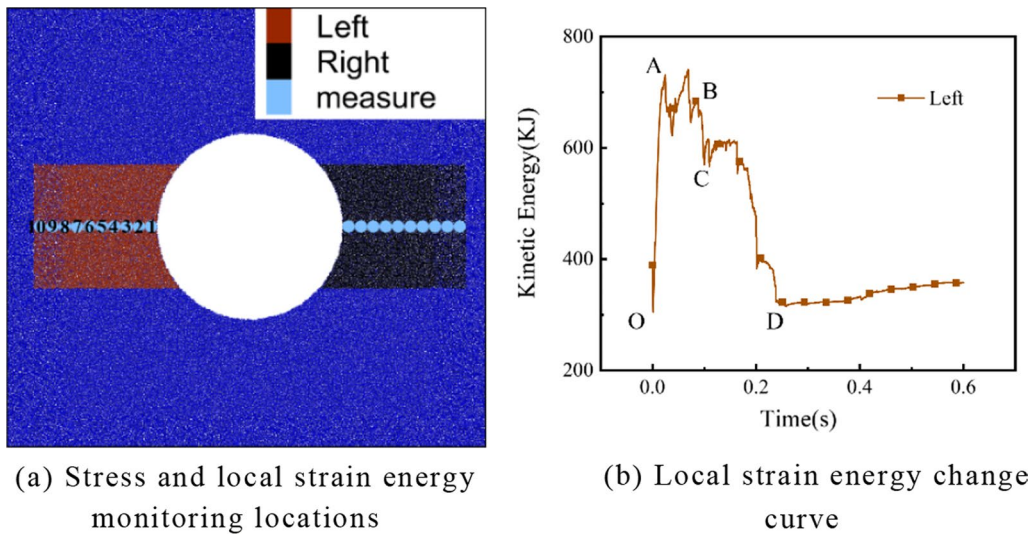 Left
Right
measure
10987654321
(a) Stress and local strain energy
monitoring locations
800
600
400
200
Kinetic Energy(KJ)
A
B
C
O
D
Left
0.0 0.2 0.4 0.6
Time(s)
(b) Local strain energy change
curve